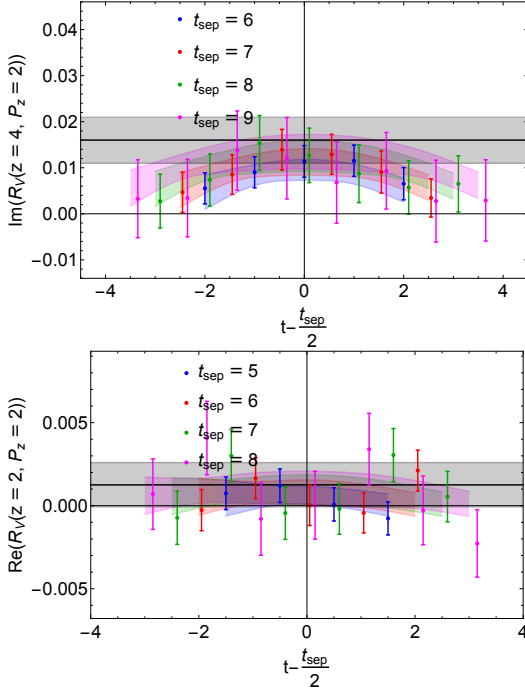 t_sep = 6
t_sep = 7
t_sep = 8
t_sep = 9
Im(R_V(z = 4, P_z = 2))
0.04
0.03
0.02
0.01
0.00
−0.01
−4 −2 0 2 4
t− t_sep/2
t_sep = 5
t_sep = 6
t_sep = 7
t_sep = 8
Re(R_V(z = 2, P_z = 2))
0.005
0.000
−0.005
−4 −2 0 2 4
t− t_sep/2